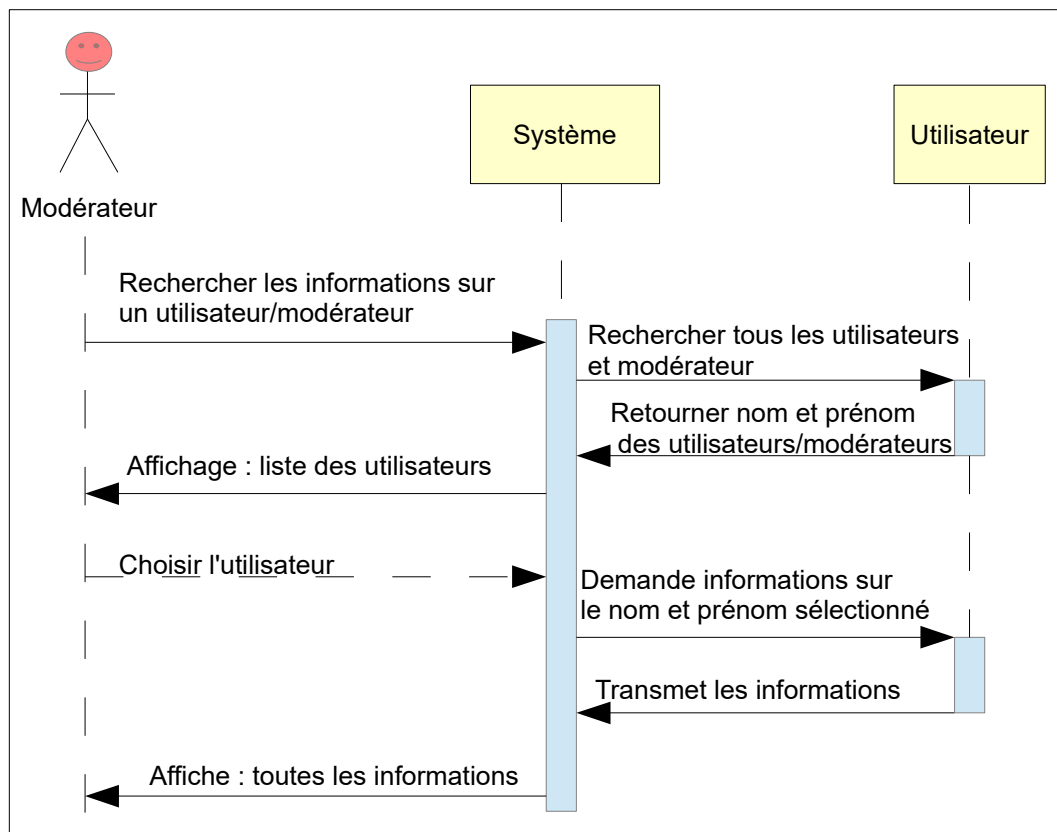 Système
Utilisateur
Modérateur
Rechercher les informations sur
un utilisateur/modérateur
Rechercher tous les utilisateurs
et modérateur
Retourner nom et prénom
des utilisateurs/modérateurs
Affichage : liste des utilisateurs
Choisir l'utilisateur
Demande informations sur
le nom et prénom sélectionné
Transmet les informations
Affiche : toutes les informations